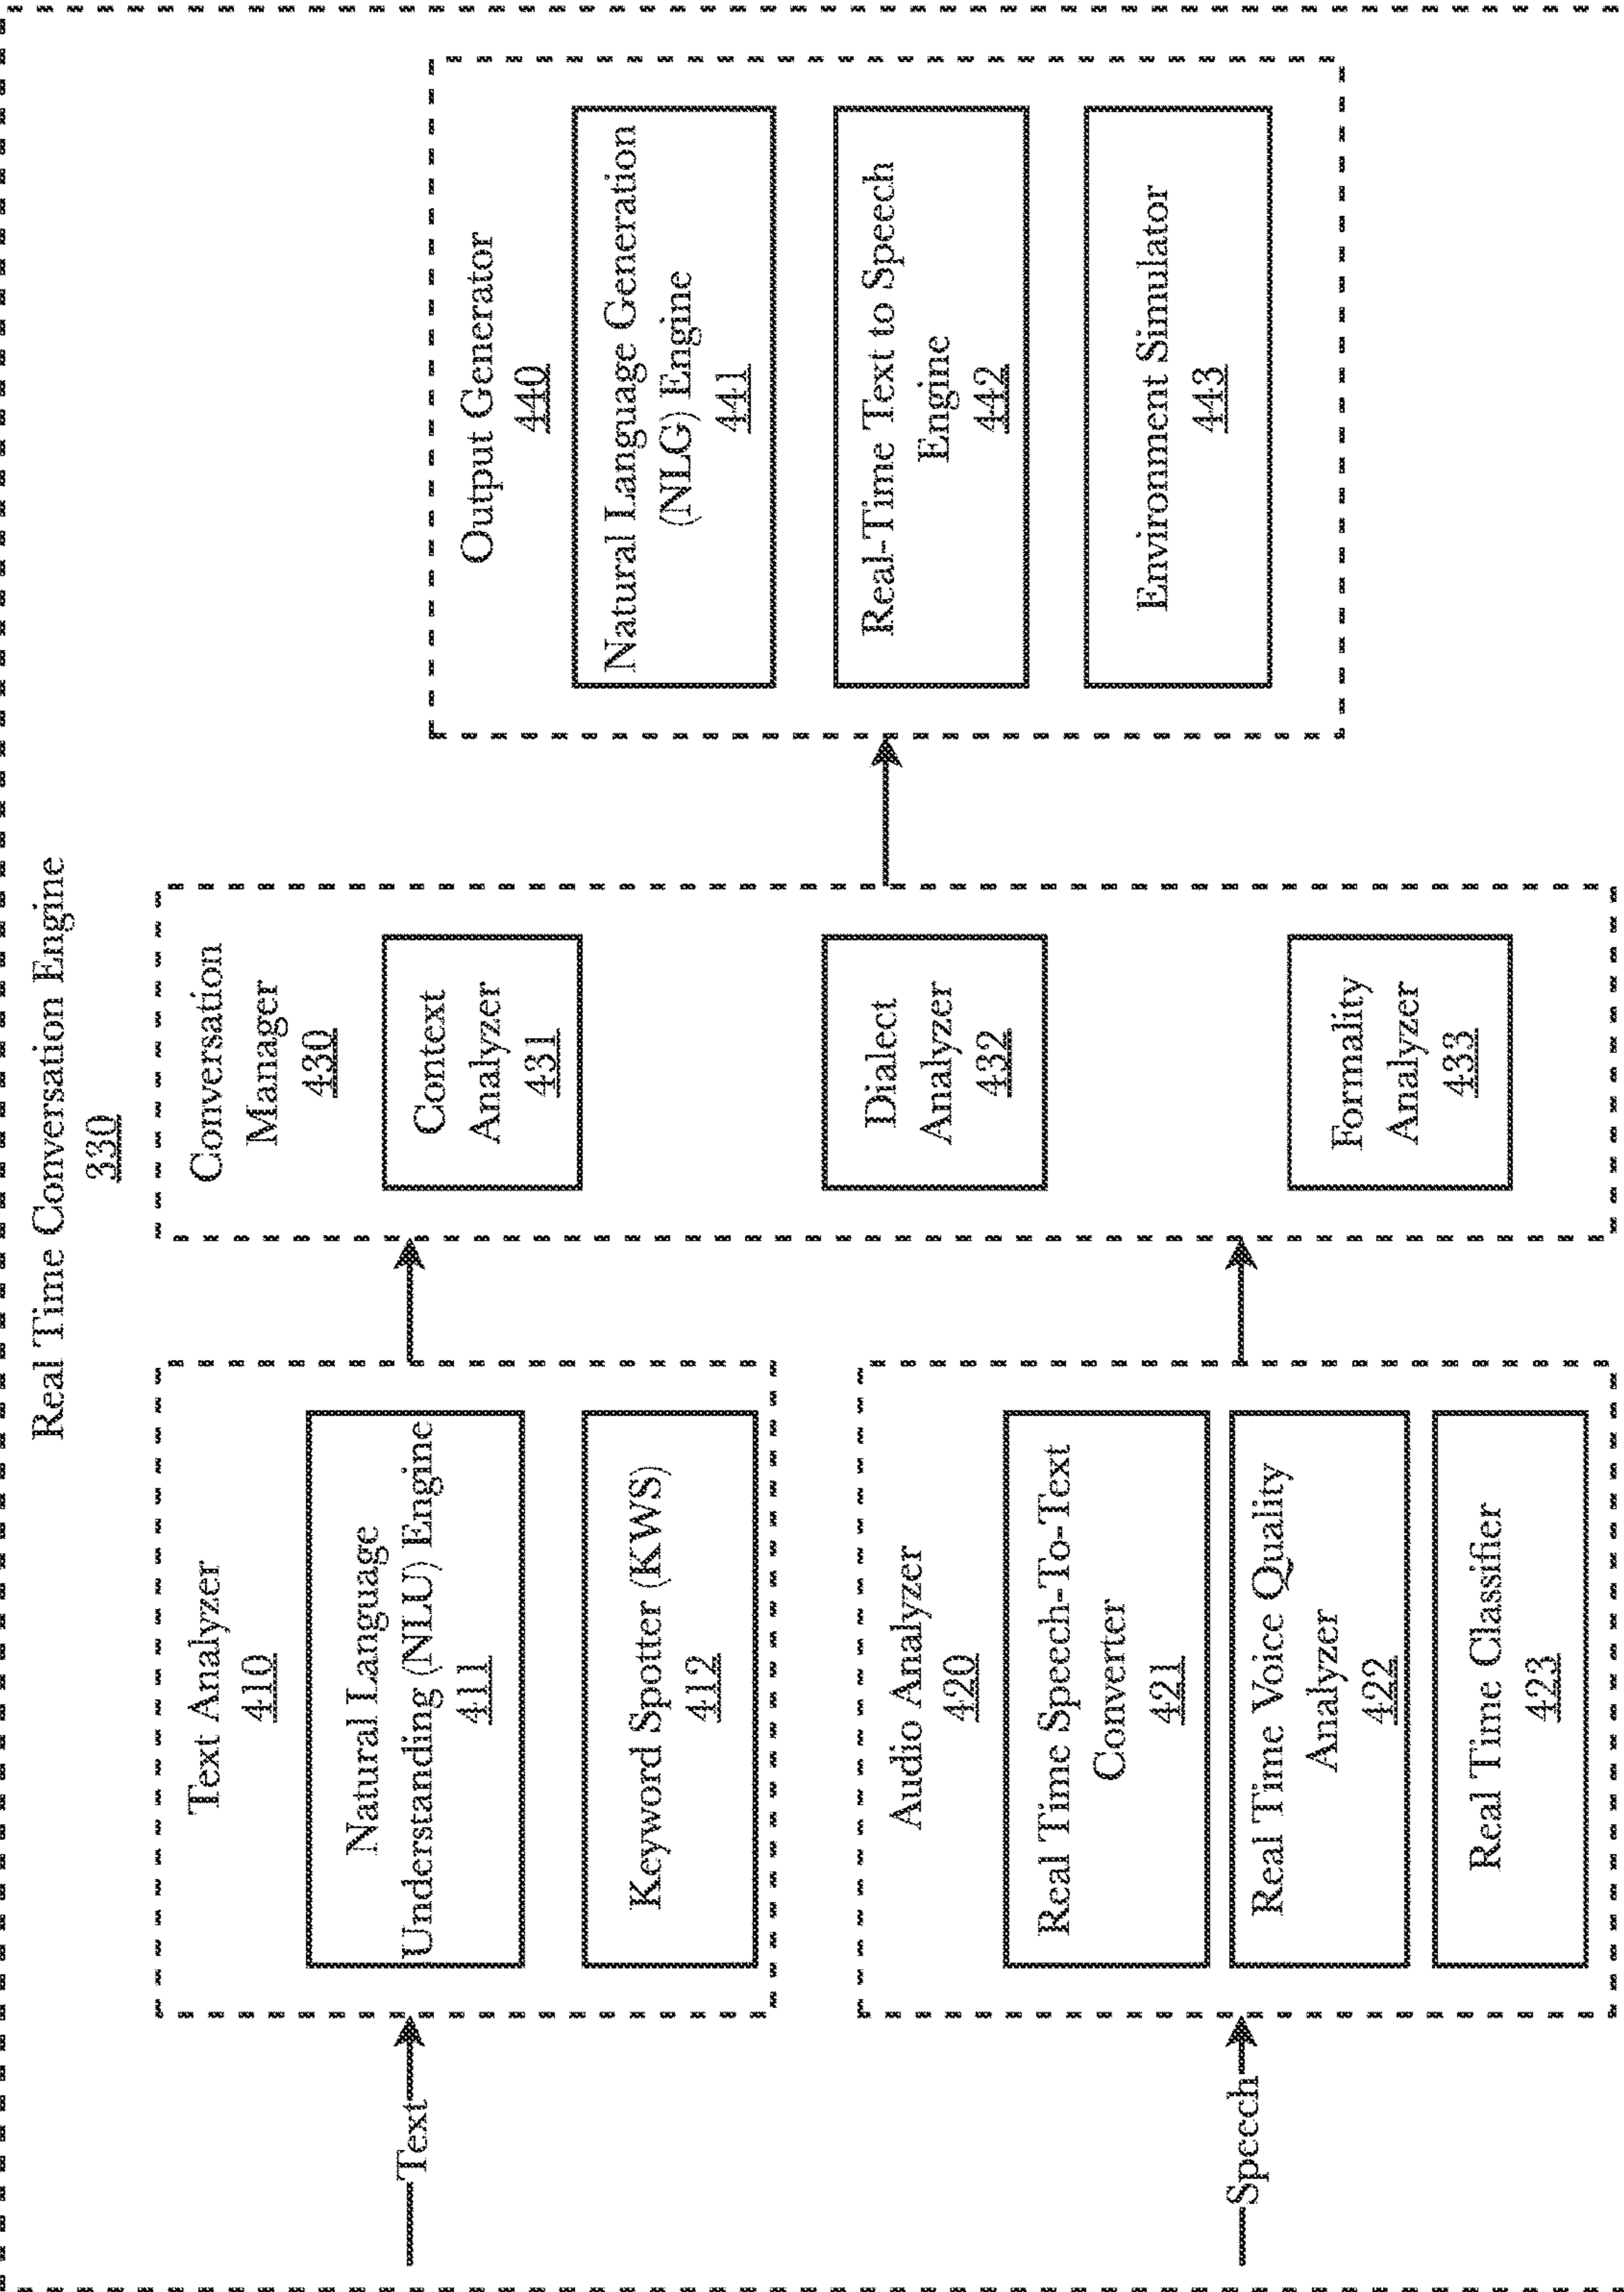 Real Time Conversation Engine
330
Text
Text Analyzer
410
Natural Language
Understanding (NLU) Engine
411
Keyword Spotter (KWS)
412
Speech
Audio Analyzer
420
Real Time Speech-To-Text
Converter
421
Real Time Voice Quality
Analyzer
422
Real Time Classifier
423
Conversation
Manager
430
Context
Analyzer
431
Dialect
Analyzer
432
Formality
Analyzer
433
Output Generator
440
Natural Language Generation
(NLG) Engine
441
Real-Time Text to Speech
Engine
442
Environment Simulator
443